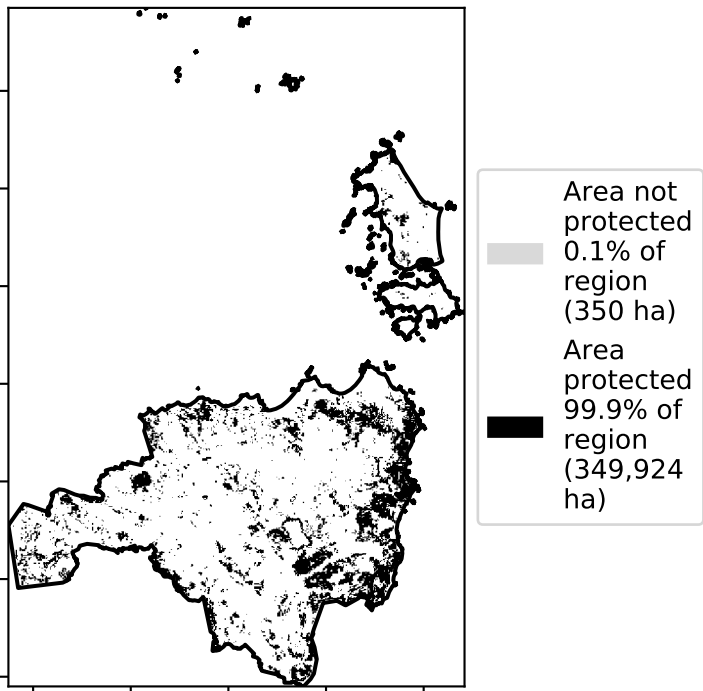 Area not
protected
0.1% of
region
(350 ha)
Area
protected
99.9% of
region
(349,924
ha)